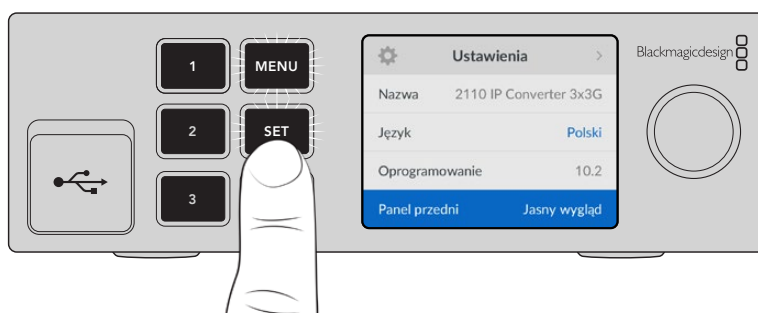 1
MENU
2
SET
3
Ustawienia
Nazwa 2110 IP Converter 3x3G
Język Polski
Oprogramowanie 10.2
Panel przedni Jasny wygląd
Blackmagicdesign